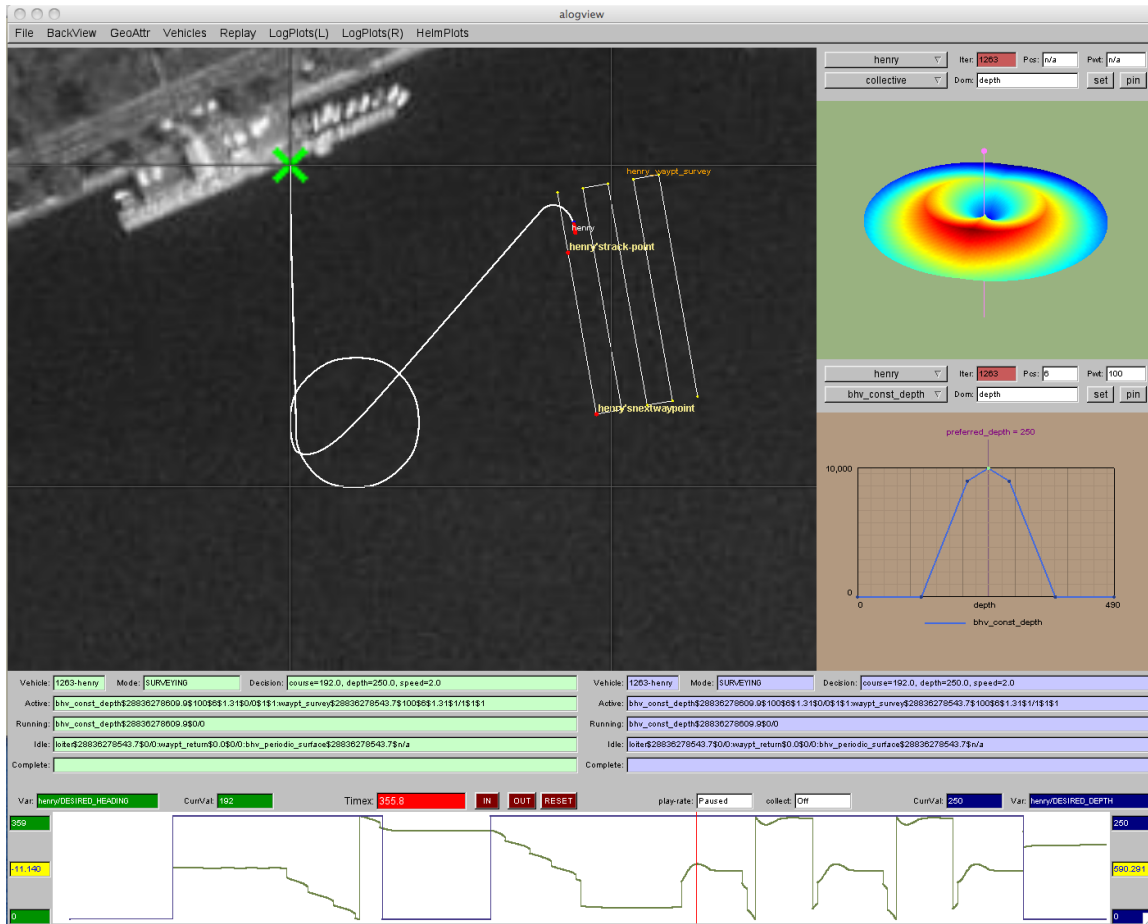 alogview
File BackView GeoAttr Vehicles Replay LogPlots(L) LogPlots(R) HelmPlots
henry Iter: 1263 Pcs: n/a Pwt: n/a
collective Dom: depth set pin
henry_waypt_survey
henry
henry'strack-point
henry'snextwaypoint
henry Iter: 1263 Pcs: 6 Pwt: 100
bhv_const_depth Dom: depth set pin
preferred_depth = 250
10,000
0
0 depth 490
bhv_const_depth
Vehicle: 1263-henry Mode: SURVEYING Decision: course=192.0, depth=250.0, speed=2.0
Active: bhv_const_depth$28836278609.9$100$6$1.31$0/0$1$1:waypt_survey$28836278543.7$100$6$1.31$1/1$1$1
Running: bhv_const_depth$28836278609.9$0/0
Idle: loiter$28836278543.7$0/0:waypt_return$0.0$0/0:bhv_periodic_surface$28836278543.7$n/a
Complete:
Vehicle: 1263-henry Mode: SURVEYING Decision: course=192.0, depth=250.0, speed=2.0
Active: bhv_const_depth$28836278609.9$100$6$1.31$0/0$1$1:waypt_survey$28836278543.7$100$6$1.31$1/1$1$1
Running: bhv_const_depth$28836278609.9$0/0
Idle: loiter$28836278543.7$0/0:waypt_return$0.0$0/0:bhv_periodic_surface$28836278543.7$n/a
Complete:
Var: henry/DESIRED_HEADING CurrVal: 192 Timex: 355.8 IN OUT RESET play-rate: Paused collect: Off CurrVal: 250 Var: henry/DESIRED_DEPTH
359 250
-11.140 590.291
0 0